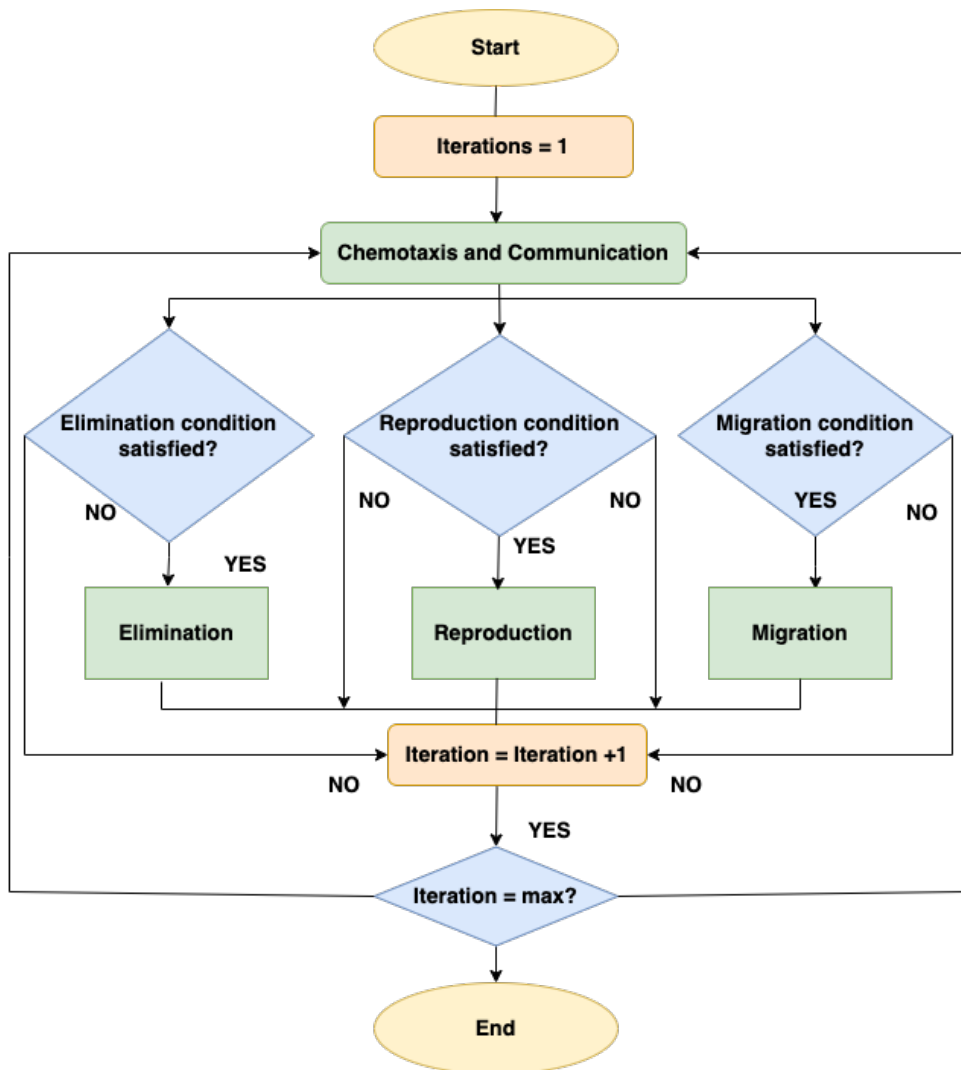 Start
Iterations = 1
Chemotaxis and Communication
Elimination condition
satisfied?
Reproduction condition
satisfied?
Migration condition
satisfied?
NO
NO
NO
YES
NO
YES
YES
Elimination
Reproduction
Migration
Iteration = Iteration +1
NO
NO
YES
Iteration = max?
End